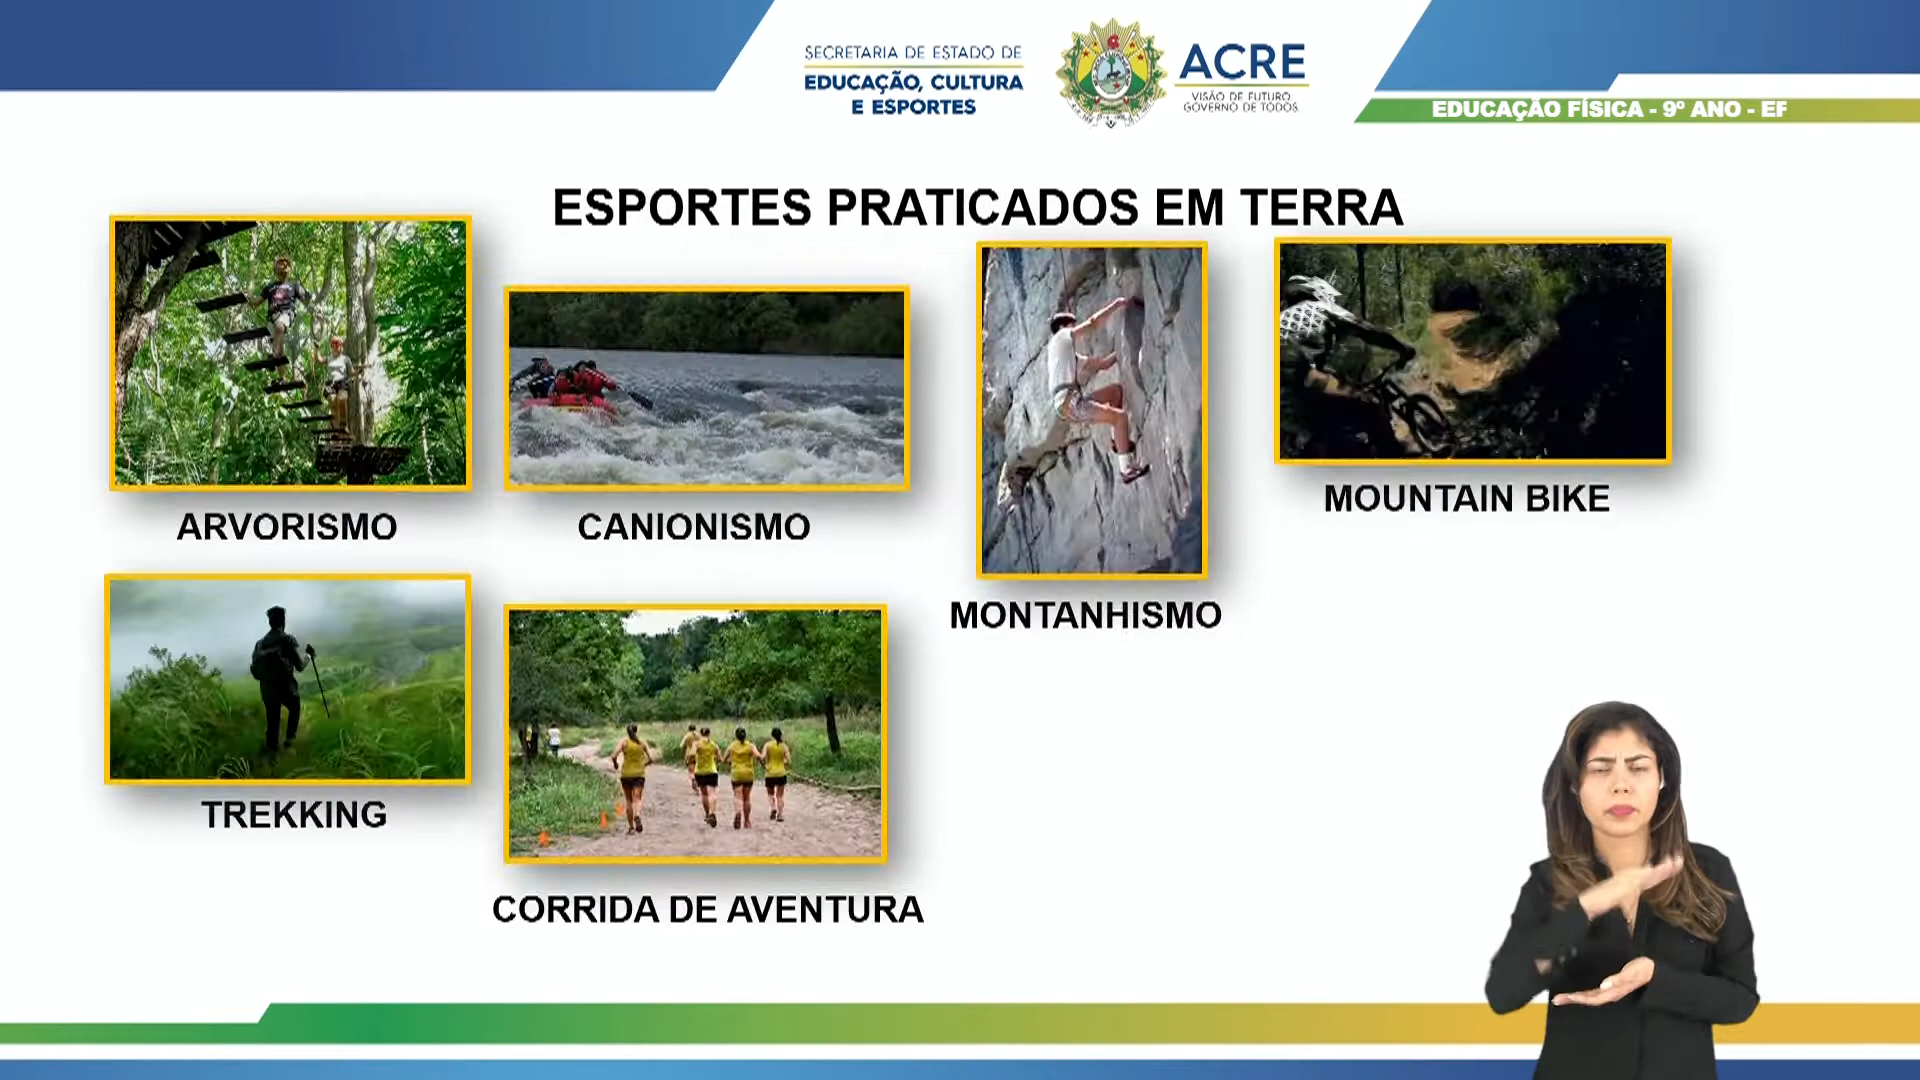 SECRETARIA DE ESTADO DE
EDUCAÇÃO, CULTURA
E ESPORTES
ACRE
VISÃO DE FUTURO
GOVERNO DE TODOS
EDUCAÇÃO FÍSICA - 9º ANO - EF
ESPORTES PRATICADOS EM TERRA
ARVORISMO
CANIONISMO
MONTANHISMO
MOUNTAIN BIKE
TREKKING
CORRIDA DE AVENTURA